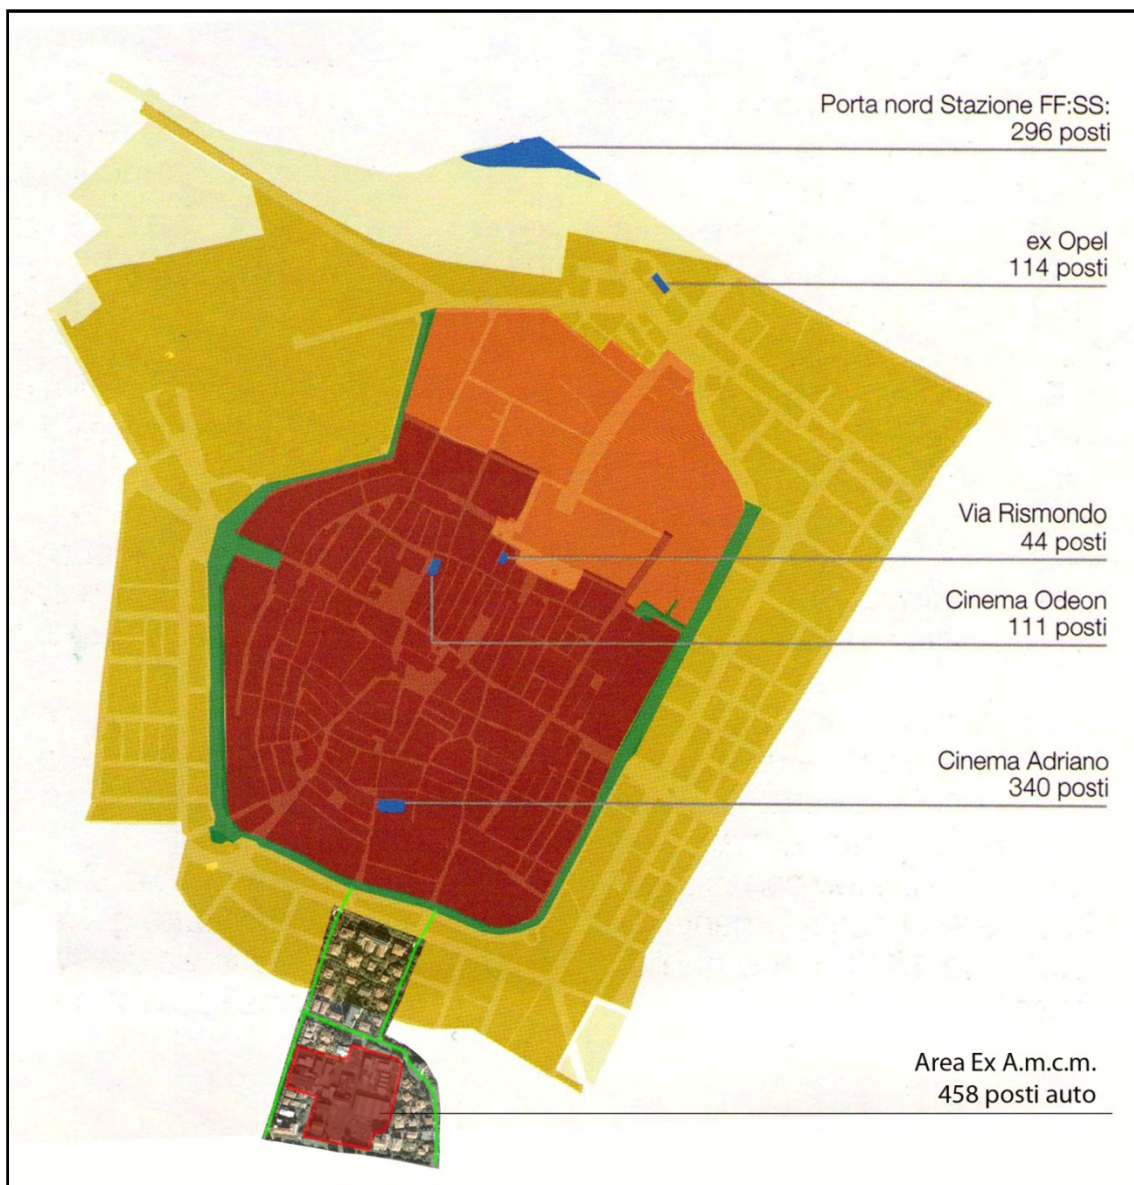 Porta nord Stazione FF:SS:
296 posti
ex Opel
114 posti
Via Rismondo
44 posti
Cinema Odeon
111 posti
Cinema Adriano
340 posti
Area Ex A.m.c.m.
458 posti auto